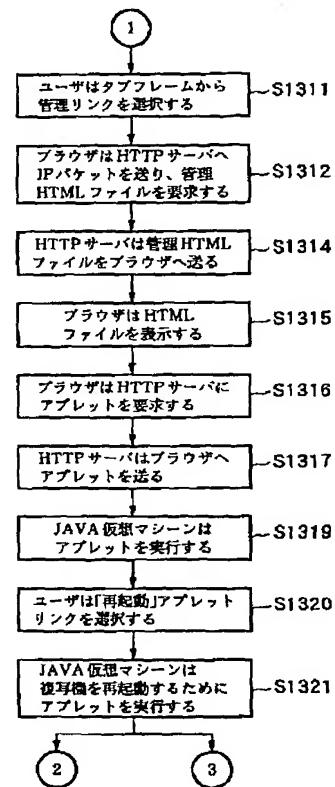 1
ユーザはタブフレームから
管理リンクを選択する
S1311
ブラウザはHTTPサーバへ
IPパケットを送り、管理
HTMLファイルを要求する
S1312
HTTPサーバは管理HTML
ファイルをブラウザへ送る
S1314
ブラウザはHTML
ファイルを表示する
S1315
ブラウザはHTTPサーバに
アプレットを要求する
S1316
HTTPサーバはブラウザへ
アプレットを送る
S1317
JAVA仮想マシーンは
アプレットを実行する
S1319
ユーザは「再起動」アプレット
リンクを選択する
S1320
JAVA仮想マシーンは
複写機を再起動するために
アプレットを実行する
S1321
2
3